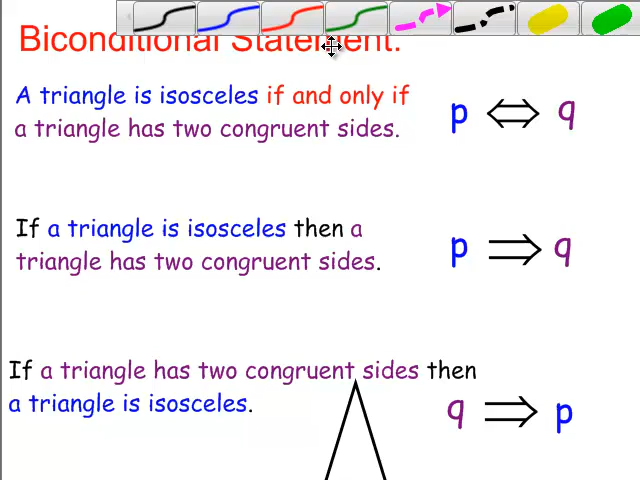 Biconditional Statement:
A triangle is isosceles if and only if
a triangle has two congruent sides.
p ⇔ q
If a triangle is isosceles then a
triangle has two congruent sides.
p ⇒ q
If a triangle has two congruent sides then
a triangle is isosceles.
q ⇒ p